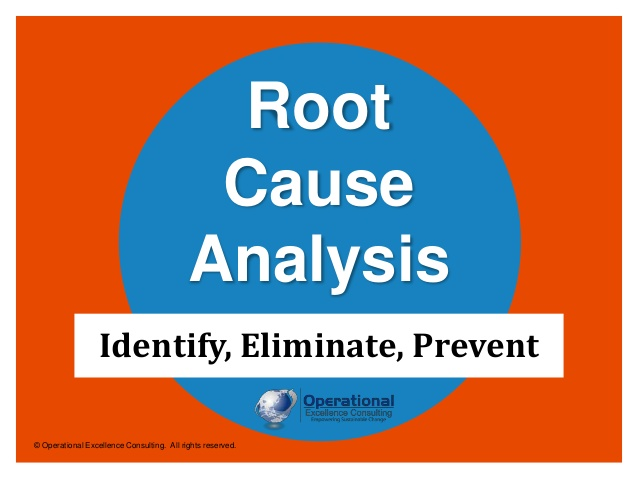 Root
Cause
Analysis
Identify, Eliminate, Prevent
Operational
Excellence Consulting
Empowering Sustainable Change
© Operational Excellence Consulting.  All rights reserved.